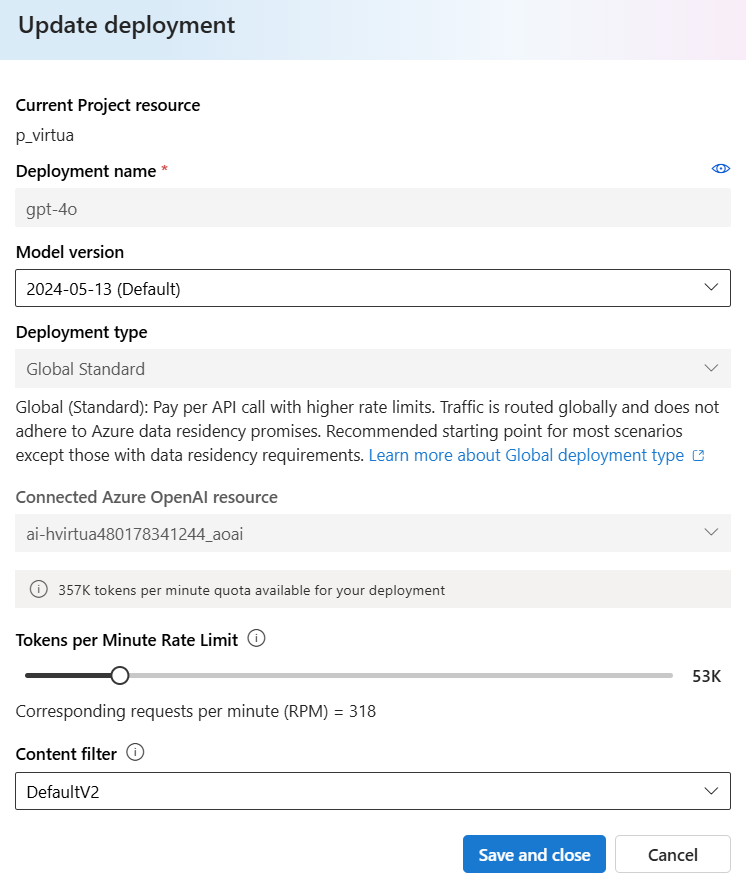 Update deployment
Current Project resource
p_virtua
Deployment name *
gpt-4o
Model version
2024-05-13 (Default)
Deployment type
Global Standard
Global (Standard): Pay per API call with higher rate limits. Traffic is routed globally and does not
adhere to Azure data residency promises. Recommended starting point for most scenarios
except those with data residency requirements. Learn more about Global deployment type
Connected Azure OpenAI resource
ai-hvirtua480178341244_aoai
357K tokens per minute quota available for your deployment
Tokens per Minute Rate Limit
53K
Corresponding requests per minute (RPM) = 318
Content filter
DefaultV2
Save and close
Cancel